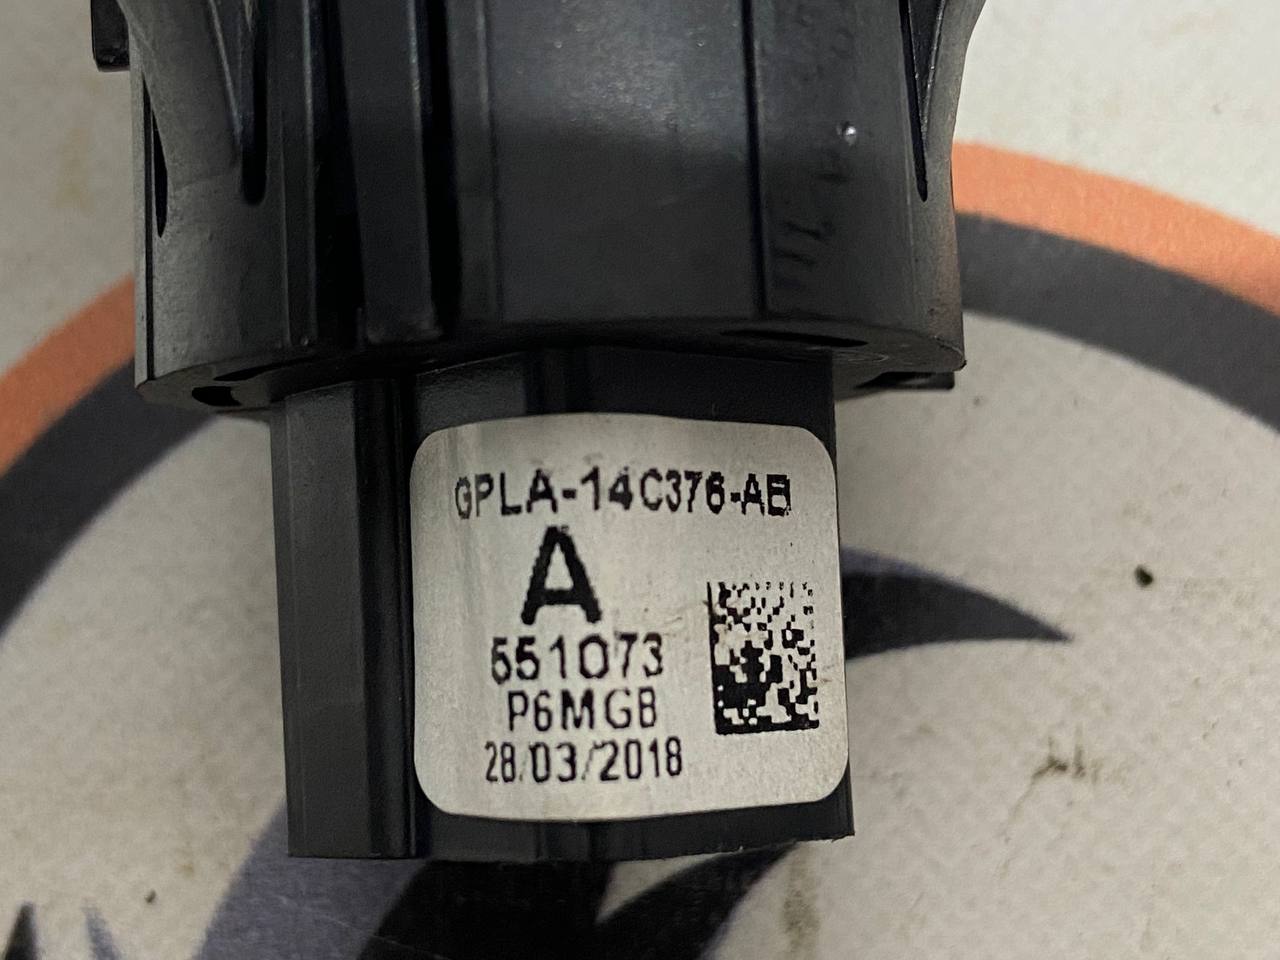 GPLA-14C376-AB
A
551073
P6MGB
28/03/2018